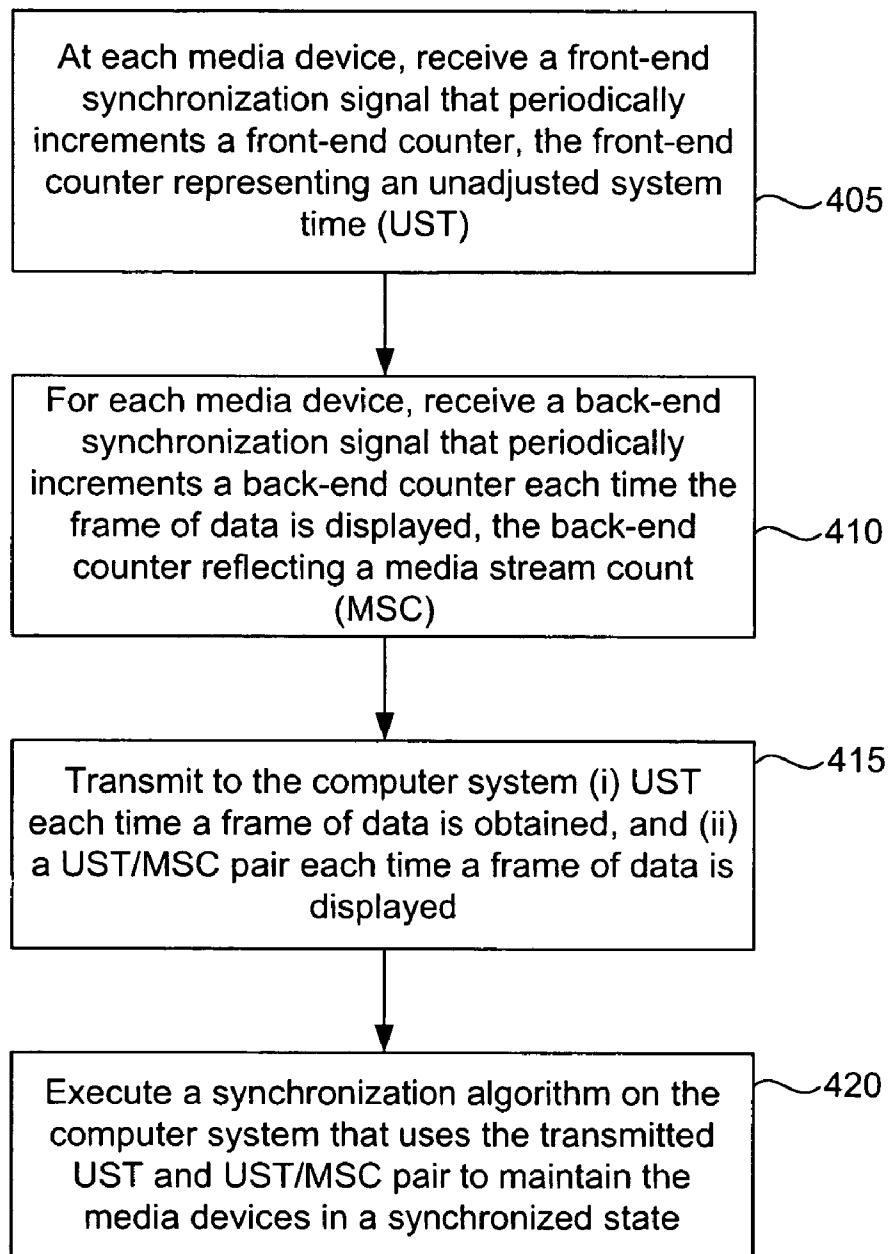 At each media device, receive a front-end
synchronization signal that periodically
increments a front-end counter, the front-end
counter representing an unadjusted system
time (UST)
405
For each media device, receive a back-end
synchronization signal that periodically
increments a back-end counter each time the
frame of data is displayed, the back-end
counter reflecting a media stream count
(MSC)
410
Transmit to the computer system (i) UST
each time a frame of data is obtained, and (ii)
a UST/MSC pair each time a frame of data is
displayed
415
Execute a synchronization algorithm on the
computer system that uses the transmitted
UST and UST/MSC pair to maintain the
media devices in a synchronized state
420